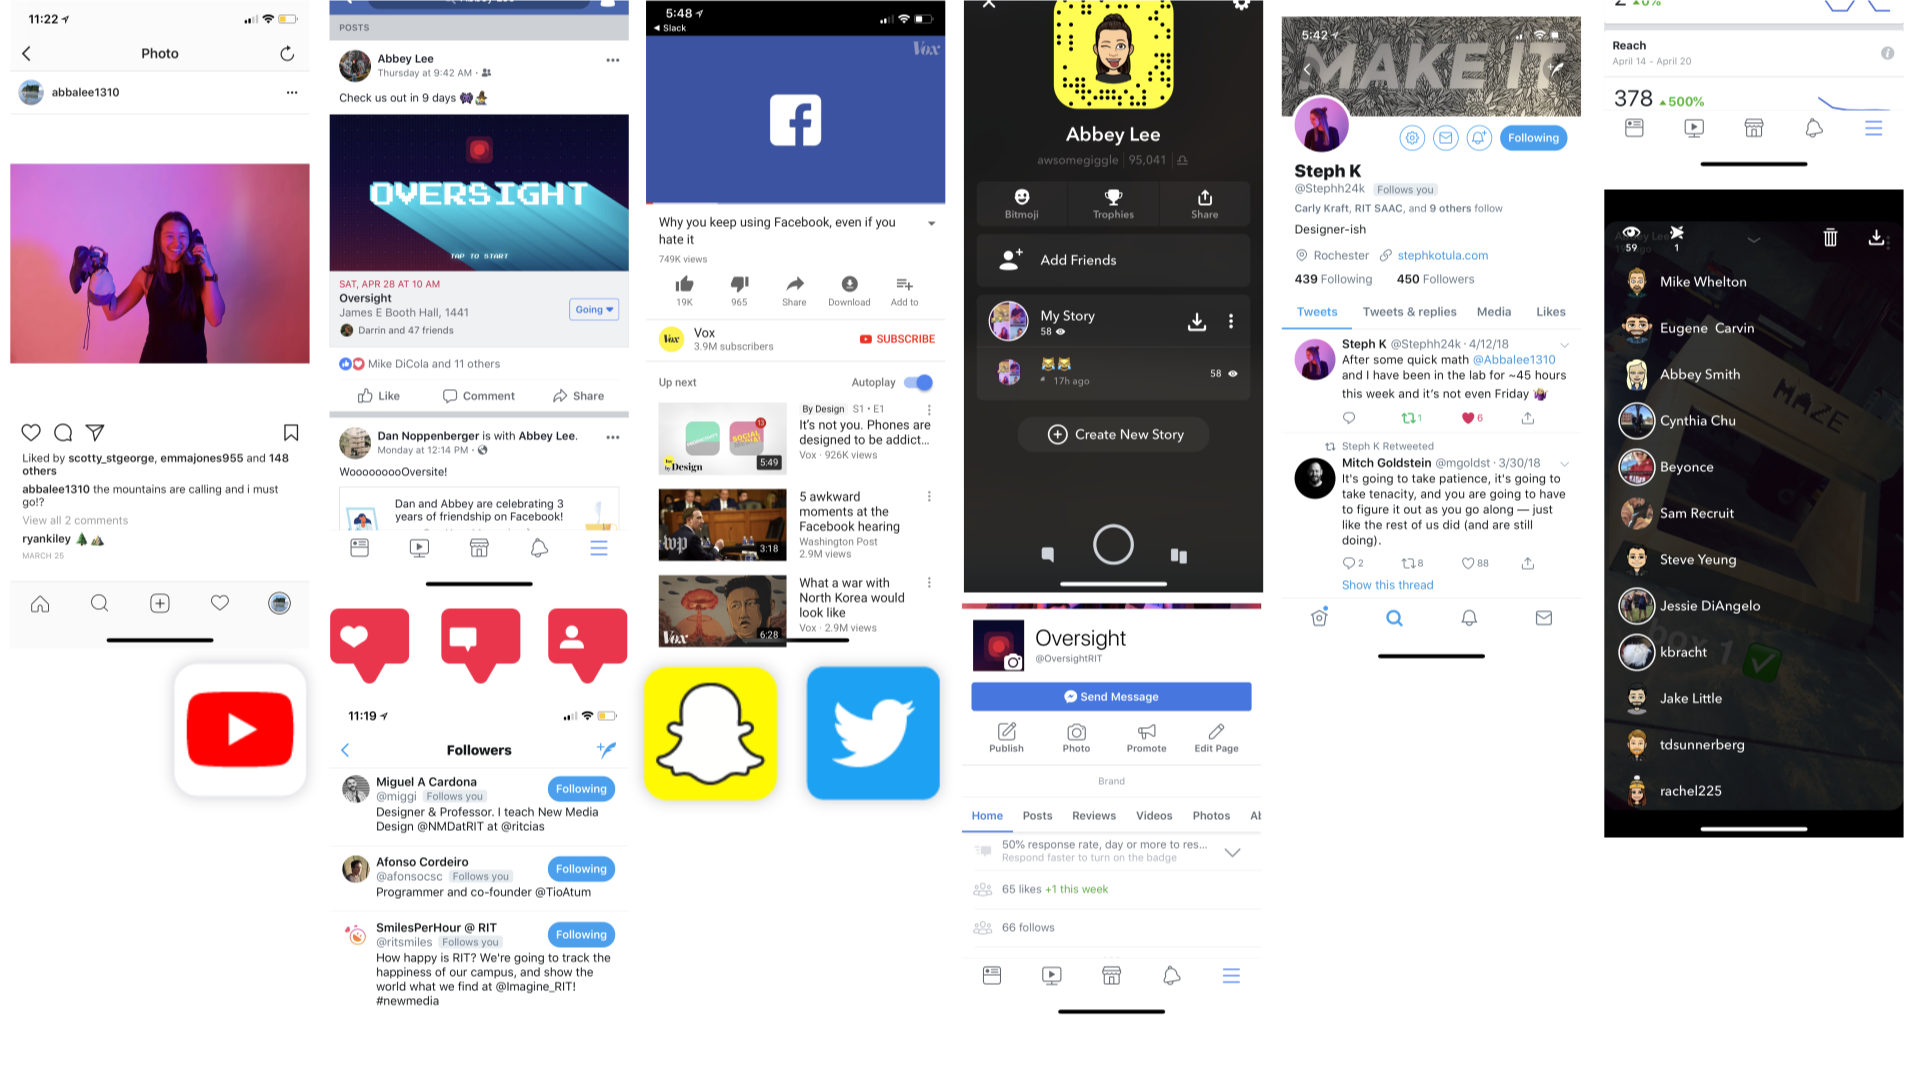 11:22
Photo
abbalee1310
Liked by scotty_stgeorge, emmajones955 and 148
others
abbalee1310 the mountains are calling and i must
go!?
View all 2 comments
ryankiley
MARCH 25
POSTS
Abbey Lee
Thursday at 9:42 AM
Check us out in 9 days
OVERSIGHT
TAP TO START
SAT, APR 28 AT 10 AM
Oversight
James E Booth Hall, 1441
Going
Darrin and 47 friends
Mike DiCola and 11 others
Like
Comment
Share
Dan Noppenberger is with Abbey Lee.
Monday at 12:14 PM
WoooooooOversite!
Dan and Abbey are celebrating 3
years of friendship on Facebook!
11:19
Followers
Miguel A Cardona
@miggi Follows you
Following
Designer & Professor. I teach New Media
Design @NMDatRIT at @ritcias
Afonso Cordeiro
@afonsocsc Follows you
Following
Programmer and co-founder @TioAtum
SmilesPerHour @ RIT
@ritsmiles Follows you
Following
How happy is RIT? We're going to track the
happiness of our campus, and show the
world what we find at @Imagine_RIT!
#newmedia
5:48
Slack
Vox
Why you keep using Facebook, even if you
hate it
749K views
19K
965
Share
Download
Add to
Vox
Vox
3.9M subscribers
SUBSCRIBE
Up next
Autoplay
13
SOCIAL
by Design
5:49
By Design S1 • E1
It's not you. Phones are
designed to be addict...
Vox · 926K views
wp
3:18
5 awkward
moments at the
Facebook hearing
Washington Post
2.9M views
Vox
6:28
What a war with
North Korea would
look like
Vox · 2.9M views
Abbey Lee
awsomegiggle | 95,041
Bitmoji
Trophies
Share
Add Friends
My Story
58
17h ago
58
Create New Story
Oversight
@OversightRIT
Send Message
Publish
Photo
Promote
Edit Page
Brand
Home
Posts
Reviews
Videos
Photos
50% response rate, day or more to res...
Respond faster to turn on the badge
65 likes +1 this week
66 follows
5:42
MAKE IT
Following
Steph K
@Stephh24k Follows you
Carly Kraft, RIT SAAC, and 9 others follow
Designer-ish
Rochester stephkotula.com
439 Following 450 Followers
Tweets
Tweets & replies
Media
Likes
Steph K @Stephh24k · 4/12/18
After some quick math @Abbalee1310
and I have been in the lab for ~45 hours
this week and it's not even Friday
1
6
Steph K Retweeted
Mitch Goldstein @mgoldst · 3/30/18
It's going to take patience, it's going to
take tenacity, and you are going to have
to figure it out as you go along — just
like the rest of us did (and are still
doing).
2
8
88
Show this thread
Reach
April 14 - April 20
378 500%
59
1
Mike Whelton
Eugene Carvin
Abbey Smith
Cynthia Chu
Beyonce
Sam Recruit
Steve Yeung
Jessie DiAngelo
kbracht
Jake Little
tdsunnerberg
rachel225
MAZE
box 1